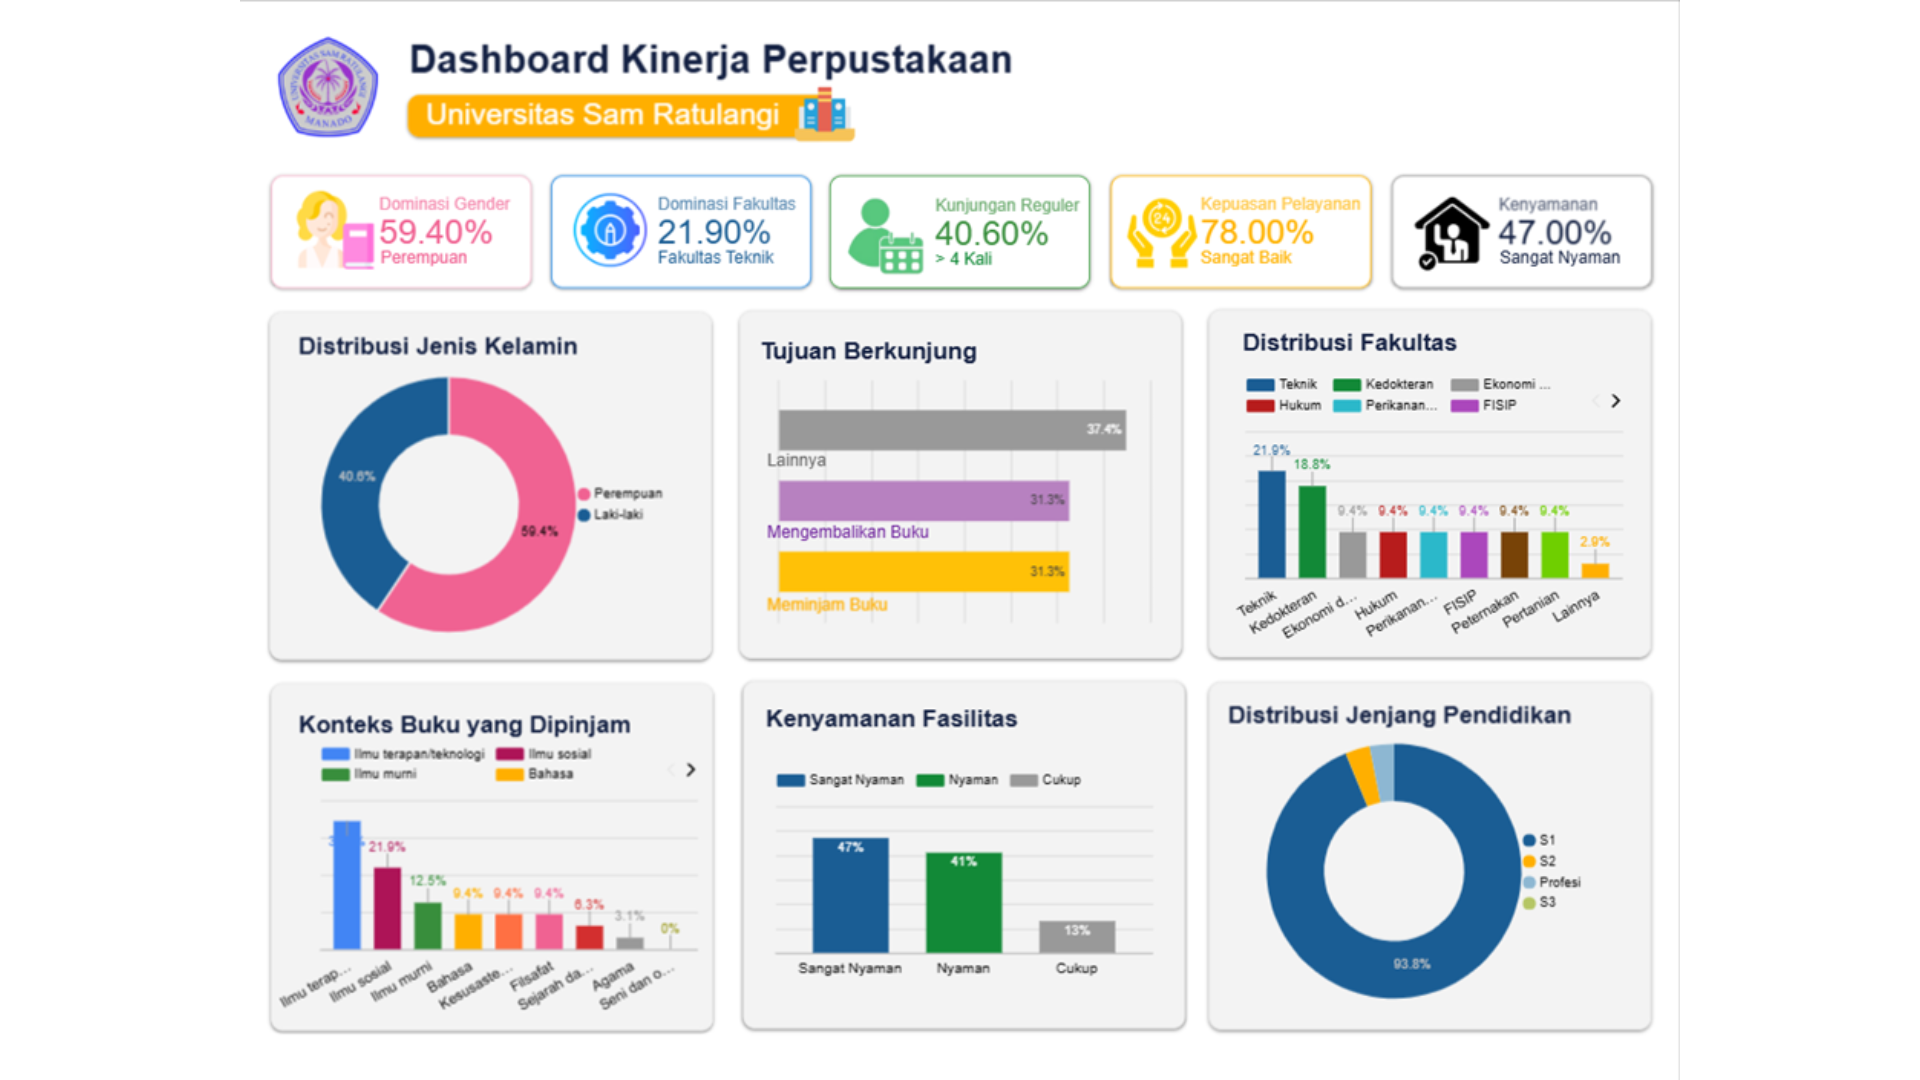 Dashboard Kinerja Perpustakaan
Universitas Sam Ratulangi
UNIVERSITAS SAM RATULANGI
MANADO
Dominasi Gender
59.40%
Perempuan
Dominasi Fakultas
21.90%
Fakultas Teknik
Kunjungan Reguler
40.60%
> 4 Kali
24
Kepuasan Pelayanan
78.00%
Sangat Baik
Kenyamanan
47.00%
Sangat Nyaman
Distribusi Jenis Kelamin
40.6%
59.4%
Perempuan
Laki-laki
Tujuan Berkunjung
37.4%
Lainnya
31.3%
Mengembalikan Buku
31.3%
Meminjam Buku
Distribusi Fakultas
Teknik Kedokteran Ekonomi ...
Hukum Perikanan... FISIP
21.9% 18.8% 9.4% 9.4% 9.4% 9.4% 9.4% 9.4% 2.9%
Teknik Kedokteran Ekonomi d... Hukum Perikanan... FISIP Peternakan Pertanian Lainnya
Konteks Buku yang Dipinjam
Ilmu terapan/teknologi Ilmu sosial
Ilmu murni Bahasa
21.9% 12.5% 9.4% 9.4% 9.4% 6.3% 3.1% 0%
Ilmu terap... Ilmu sosial Ilmu murni Bahasa Kesusaste... Filsafat Sejarah da... Agama Seni dan o...
Kenyamanan Fasilitas
Sangat Nyaman Nyaman Cukup
47% 41% 13%
Sangat Nyaman Nyaman Cukup
Distribusi Jenjang Pendidikan
S1
S2
Profesi
S3
93.8%